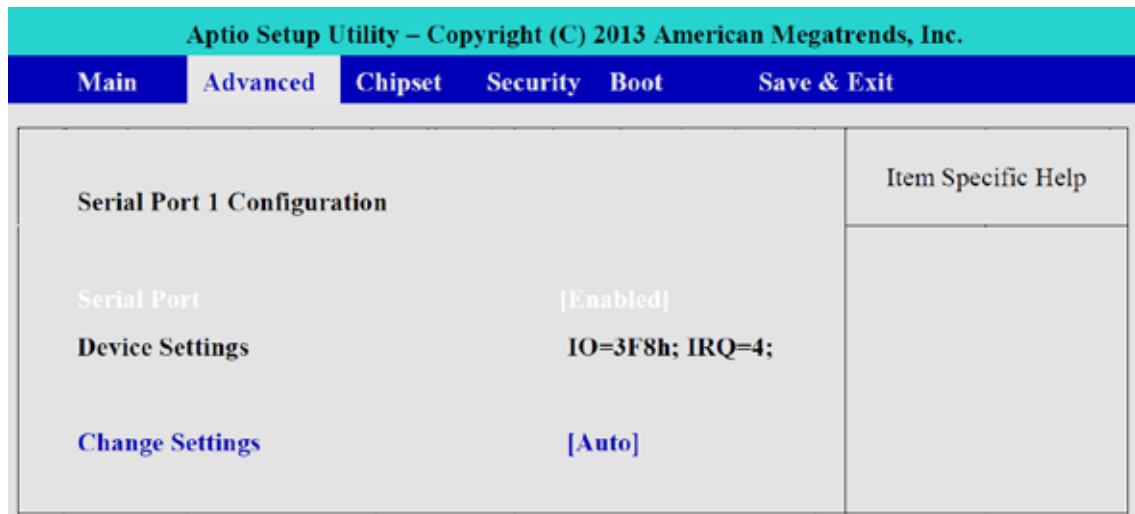 Aptio Setup Utility – Copyright (C) 2013 American Megatrends, Inc.
Main Advanced Chipset Security Boot Save & Exit
Serial Port 1 Configuration
Item Specific Help
Serial Port [Enabled]
Device Settings IO=3F8h; IRQ=4;
Change Settings [Auto]